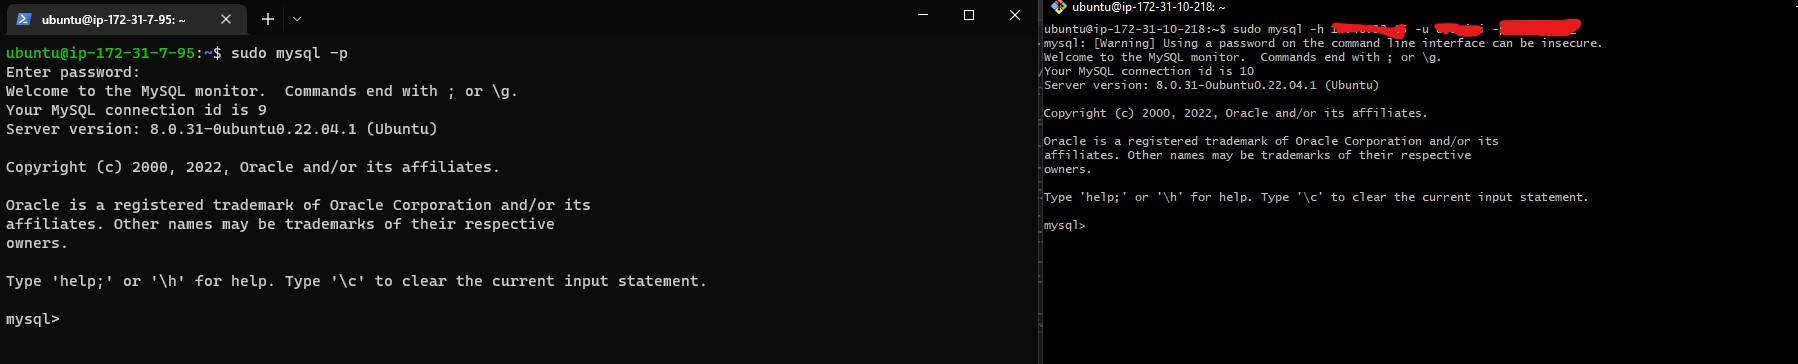 ubuntu@ip-172-31-7-95: ~
ubuntu@ip-172-31-7-95:~$ sudo mysql -p
Enter password:
Welcome to the MySQL monitor.  Commands end with ; or \g.
Your MySQL connection id is 9
Server version: 8.0.31-0ubuntu0.22.04.1 (Ubuntu)
Copyright (c) 2000, 2022, Oracle and/or its affiliates.
Oracle is a registered trademark of Oracle Corporation and/or its
affiliates. Other names may be trademarks of their respective
owners.
Type 'help;' or '\h' for help. Type '\c' to clear the current input statement.
mysql>
ubuntu@ip-172-31-10-218: ~
ubuntu@ip-172-31-10-218:~$ sudo mysql -h -u
mysql: [Warning] Using a password on the command line interface can be insecure.
Welcome to the MySQL monitor.  Commands end with ; or \g.
Your MySQL connection id is 10
Server version: 8.0.31-0ubuntu0.22.04.1 (Ubuntu)
Copyright (c) 2000, 2022, Oracle and/or its affiliates.
Oracle is a registered trademark of Oracle Corporation and/or its
affiliates. Other names may be trademarks of their respective
owners.
Type 'help;' or '\h' for help. Type '\c' to clear the current input statement.
mysql>